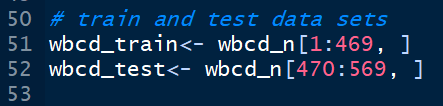 50 # train and test data sets
51 wbcd_train<- wbcd_n[1:469, ]
52 wbcd_test<- wbcd_n[470:569, ]
53